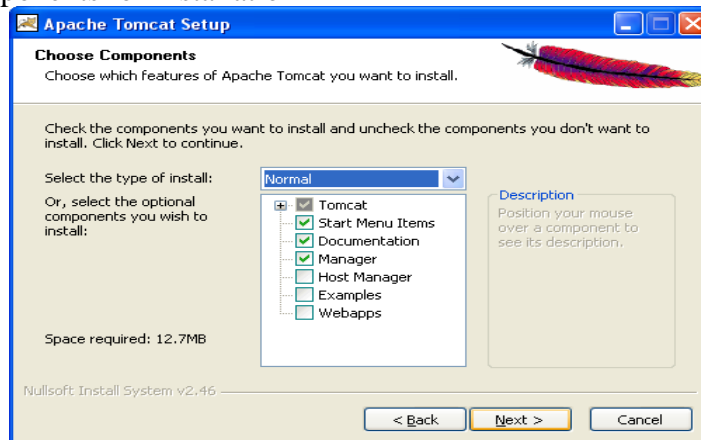 Apache Tomcat Setup
Choose Components
Choose which features of Apache Tomcat you want to install.
Check the components you want to install and uncheck the components you don't want to
install. Click Next to continue.
Select the type of install:
Normal
Or, select the optional
components you wish to
install:
Tomcat
Start Menu Items
Documentation
Manager
Host Manager
Examples
Webapps
Description
Position your mouse
over a component to
see its description.
Space required: 12.7MB
Nullsoft Install System v2.46
< Back
Next >
Cancel